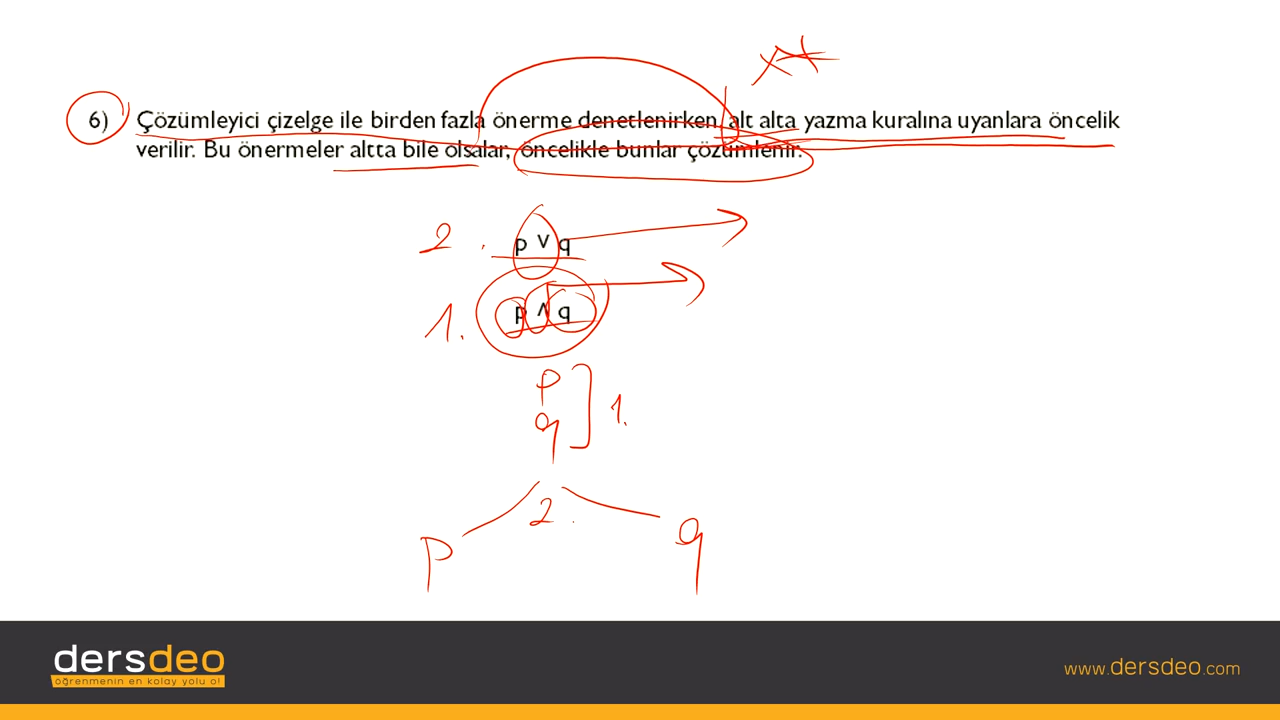 6) Çözümleyici çizelge ile birden fazla önerme denetlenirken, alt alta yazma kuralına uyanlara öncelik
verilir. Bu önermeler altta bile olsalar, öncelikle bunlar çözümlenir.
2. p ∨ q
1. p ∧ q
p
q 1.
2.
p q
dersdeo
öğrenmenin en kolay yolu o!
www.dersdeo.com